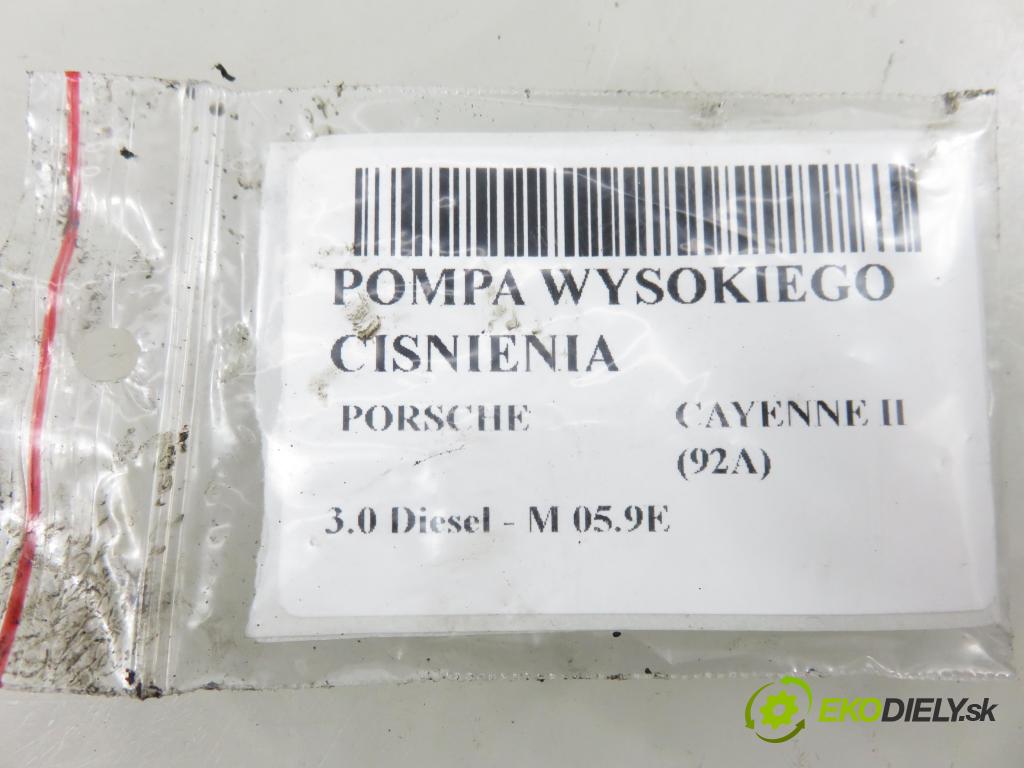 POMPA WYSOKIEGO
CISNIENIA
PORSCHE CAYENNE II
(92A)
3.0 Diesel - M 05.9E
EKODIELY.sk